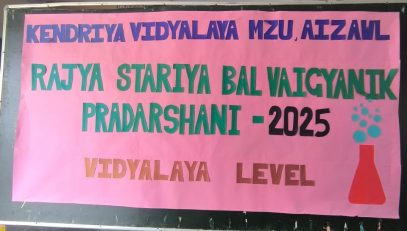 KENDRIYA VIDYALAYA MZU, AIZAWL
RAJYA STARIYA BAL VAIGYANIK
PRADARSHANI - 2025
VIDYALAYA LEVEL